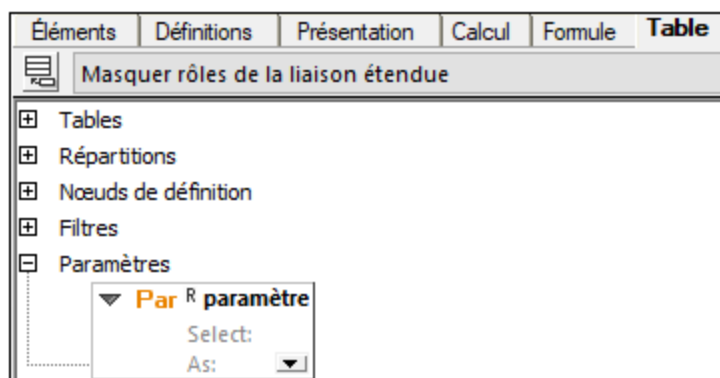 Éléments Définitions Présentation Calcul Formule Table
Masquer rôles de la liaison étendue
Tables
Répartitions
Nœuds de définition
Filtres
Paramètres
Par R paramètre
Select:
As: